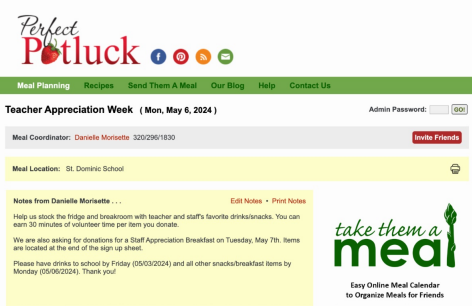 Perfect
Potluck
Meal Planning Recipes Send Them A Meal Our Blog Help Contact Us
Teacher Appreciation Week ( Mon, May 6, 2024 ) Admin Password: GO!
Meal Coordinator: Danielle Morisette 320/296/1830 Invite Friends
Meal Location: St. Dominic School
Notes from Danielle Morisette . . . Edit Notes • Print Notes
Help us stock the fridge and breakroom with teacher and staff's favorite drinks/snacks. You can
earn 30 minutes of volunteer time per item you donate.
We are also asking for donations for a Staff Appreciation Breakfast on Tuesday, May 7th. Items
are located at the end of the sign up sheet.
Please have drinks to school by Friday (05/03/2024) and all other snacks/breakfast items by
Monday (05/06/2024). Thank you!
take them a
meal
Easy Online Meal Calendar
to Organize Meals for Friends